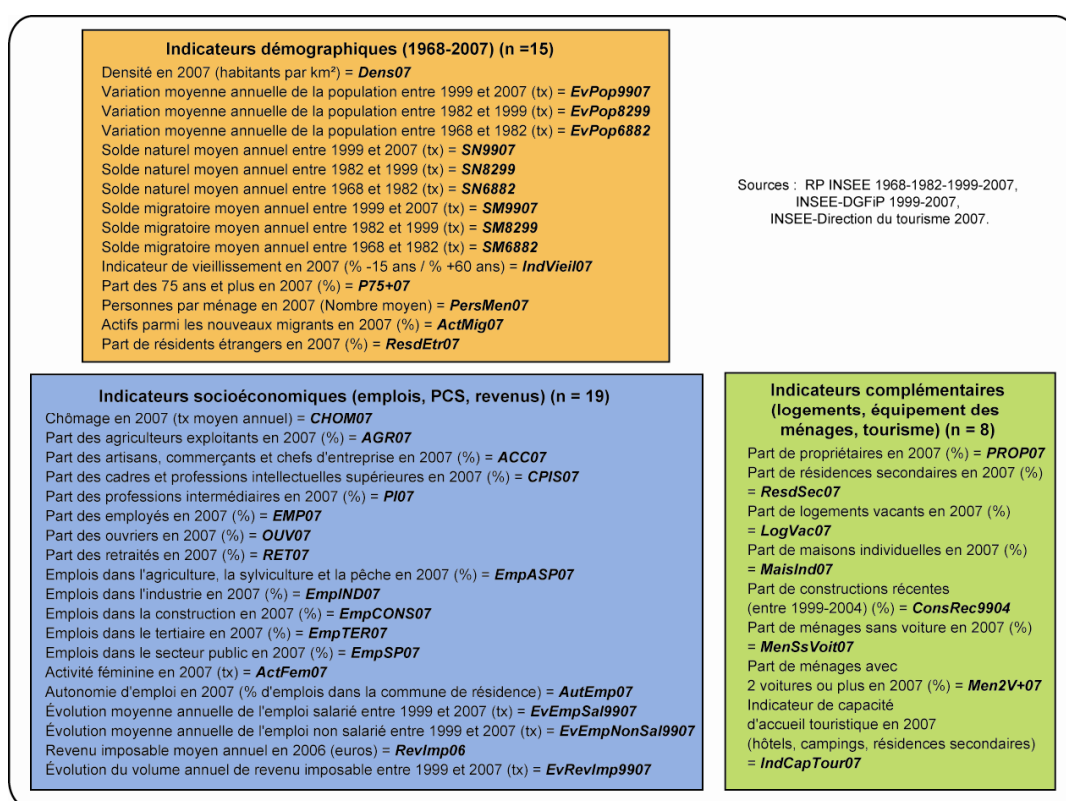 Indicateurs démographiques (1968-2007) (n =15)
Densité en 2007 (habitants par km²) = Dens07
Variation moyenne annuelle de la population entre 1999 et 2007 (tx) = EvPop9907
Variation moyenne annuelle de la population entre 1982 et 1999 (tx) = EvPop8299
Variation moyenne annuelle de la population entre 1968 et 1982 (tx) = EvPop6882
Solde naturel moyen annuel entre 1999 et 2007 (tx) = SN9907
Solde naturel moyen annuel entre 1982 et 1999 (tx) = SN8299
Solde naturel moyen annuel entre 1968 et 1982 (tx) = SN6882
Solde migratoire moyen annuel entre 1999 et 2007 (tx) = SM9907
Solde migratoire moyen annuel entre 1982 et 1999 (tx) = SM8299
Solde migratoire moyen annuel entre 1968 et 1982 (tx) = SM6882
Indicateur de vieillissement en 2007 (% -15 ans / % +60 ans) = IndVieil07
Part des 75 ans et plus en 2007 (%) = P75+07
Personnes par ménage en 2007 (Nombre moyen) = PersMen07
Actifs parmi les nouveaux migrants en 2007 (%) = ActMig07
Part de résidents étrangers en 2007 (%) = ResdEtr07
Sources : RP INSEE 1968-1982-1999-2007,
INSEE-DGFiP 1999-2007,
INSEE-Direction du tourisme 2007.
Indicateurs socioéconomiques (emplois, PCS, revenus) (n = 19)
Chômage en 2007 (tx moyen annuel) = CHOM07
Part des agriculteurs exploitants en 2007 (%) = AGR07
Part des artisans, commerçants et chefs d'entreprise en 2007 (%) = ACC07
Part des cadres et professions intellectuelles supérieures en 2007 (%) = CPIS07
Part des professions intermédiaires en 2007 (%) = PI07
Part des employés en 2007 (%) = EMP07
Part des ouvriers en 2007 (%) = OUV07
Part des retraités en 2007 (%) = RET07
Emplois dans l'agriculture, la sylviculture et la pêche en 2007 (%) = EmpASP07
Emplois dans l'industrie en 2007 (%) = EmpIND07
Emplois dans la construction en 2007 (%) = EmpCONS07
Emplois dans le tertiaire en 2007 (%) = EmpTER07
Emplois dans le secteur public en 2007 (%) = EmpSP07
Activité féminine en 2007 (tx) = ActFem07
Autonomie d'emploi en 2007 (% d'emplois dans la commune de résidence) = AutEmp07
Évolution moyenne annuelle de l'emploi salarié entre 1999 et 2007 (tx) = EvEmpSal9907
Évolution moyenne annuelle de l'emploi non salarié entre 1999 et 2007 (tx) = EvEmpNonSal9907
Revenu imposable moyen annuel en 2006 (euros) = RevImp06
Évolution du volume annuel de revenu imposable entre 1999 et 2007 (tx) = EvRevImp9907
Indicateurs complémentaires
(logements, équipement des
ménages, tourisme) (n = 8)
Part de propriétaires en 2007 (%) = PROP07
Part de résidences secondaires en 2007 (%)
= ResdSec07
Part de logements vacants en 2007 (%)
= LogVac07
Part de maisons individuelles en 2007 (%)
= MaisInd07
Part de constructions récentes
(entre 1999-2004) (%) = ConsRec9904
Part de ménages sans voiture en 2007 (%)
= MenSsVoit07
Part de ménages avec
2 voitures ou plus en 2007 (%) = Men2V+07
Indicateur de capacité
d'accueil touristique en 2007
(hôtels, campings, résidences secondaires)
= IndCapTour07